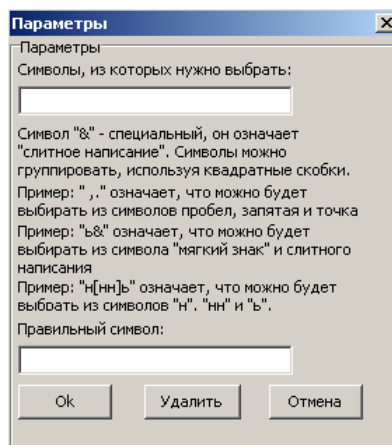 Параметры
Параметры
Символы, из которых нужно выбрать:
Символ "&" - специальный, он означает
"слитное написание". Символы можно
группировать, используя квадратные скобки.
Пример: " ,." означает, что можно будет
выбирать из символов пробел, запятая и точка
Пример: "ь&" означает, что можно будет
выбирать из символа "мягкий знак" и слитного
написания
Пример: "н[нн]ь" означает, что можно будет
выбрать из символов "н". "нн" и "ь".
Правильный символ:
Ok Удалить Отмена